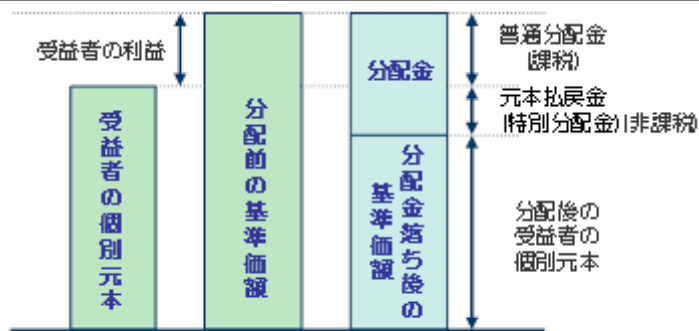 受益者の利益
受益者の個別元本
分配前の基準価額
分配金
分配金落ち後の
基準価額
普通分配金
(課税)
元本払戻金
(特別分配金)(非課税)
分配後の
受益者の
個別元本